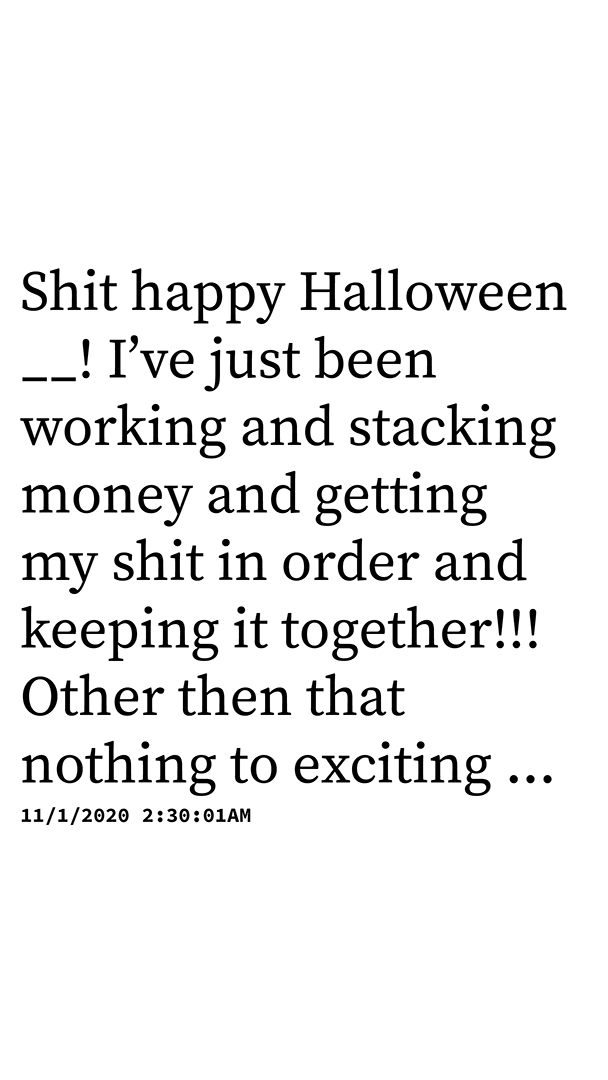 Shit happy Halloween
__! I’ve just been
working and stacking
money and getting
my shit in order and
keeping it together!!!
Other then that
nothing to exciting ...
11/1/2020 2:30:01AM